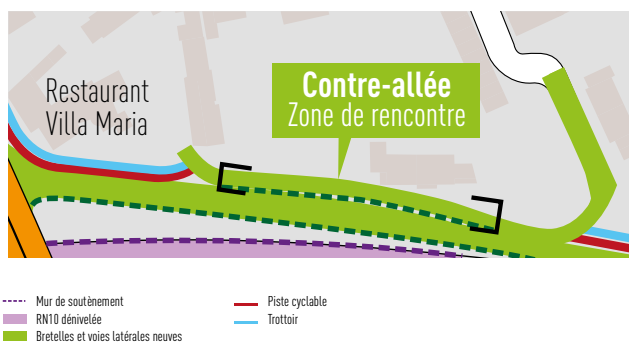 Restaurant
Villa Maria
Contre-allée
Zone de rencontre
Mur de soutènement
RN10 dénivelée
Bretelles et voies latérales neuves
Piste cyclable
Trottoir